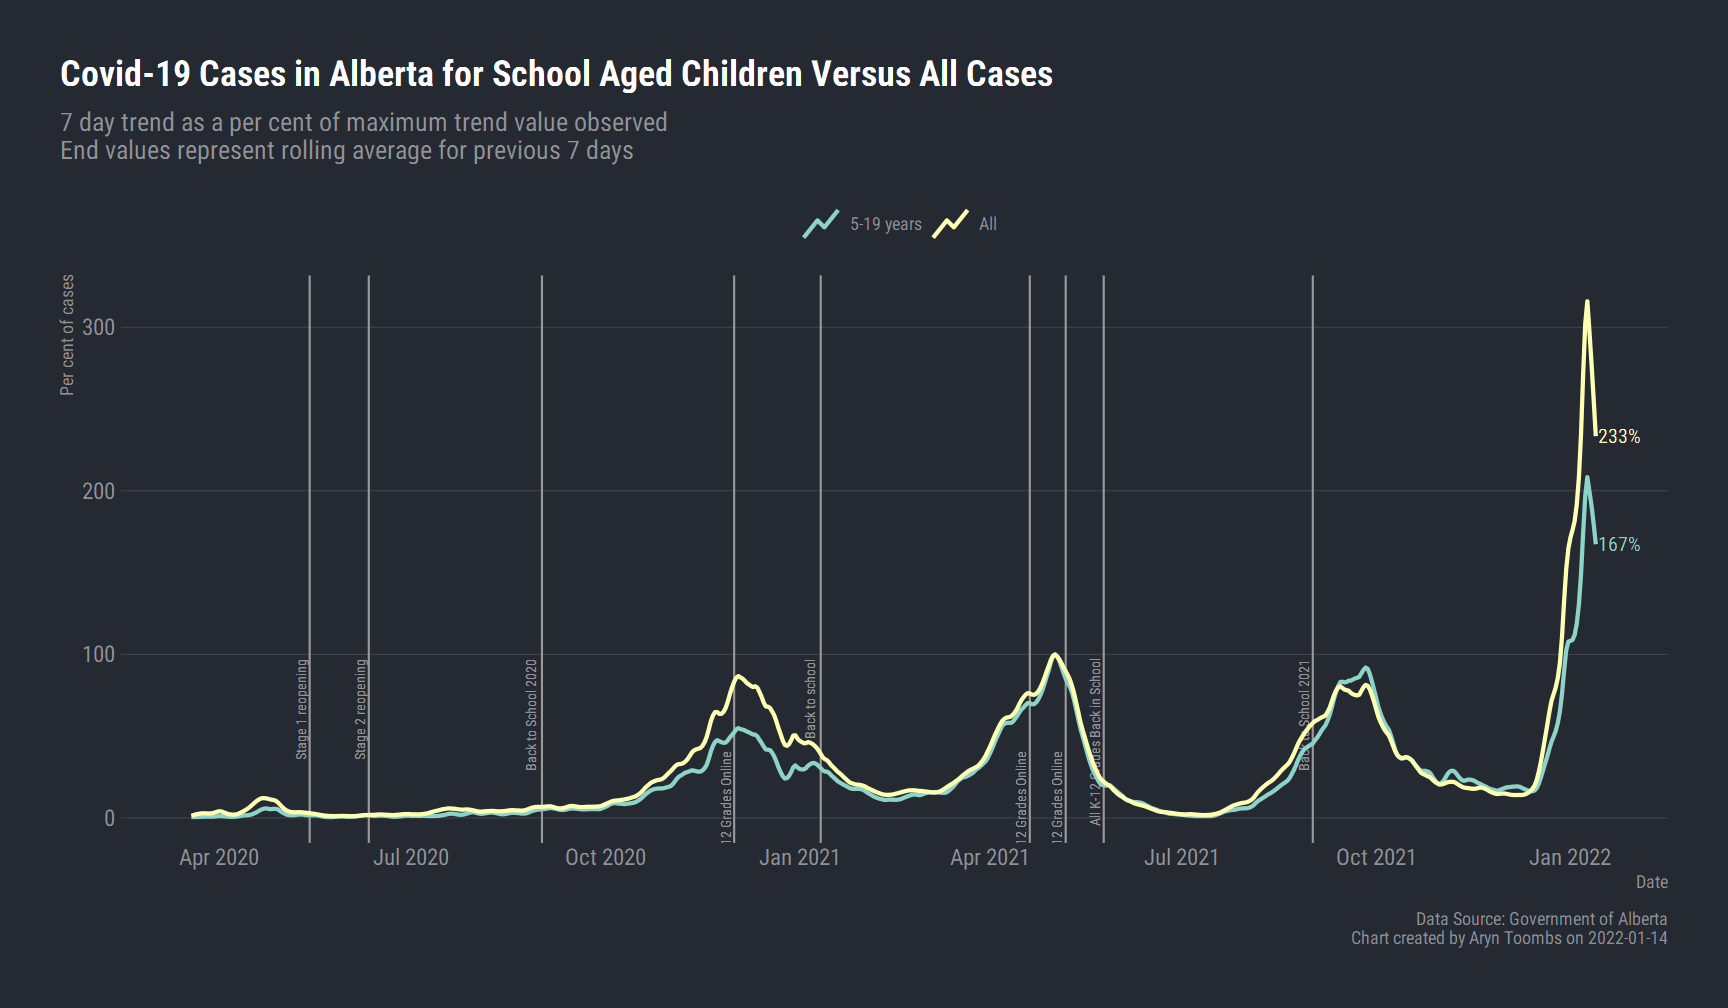 Covid-19 Cases in Alberta for School Aged Children Versus All Cases
7 day trend as a per cent of maximum trend value observed
End values represent rolling average for previous 7 days
5-19 years
All
Per cent of cases
300
200
100
0
Stage 1 reopening
Stage 2 reopening
Back to School 2020
12 Grades Online
Back to school
12 Grades Online
12 Grades Online
All K-12 Grades Back in School
Back to School 2021
233%
167%
Apr 2020
Jul 2020
Oct 2020
Jan 2021
Apr 2021
Jul 2021
Oct 2021
Jan 2022
Date
Data Source: Government of Alberta
Chart created by Aryn Toombs on 2022-01-14